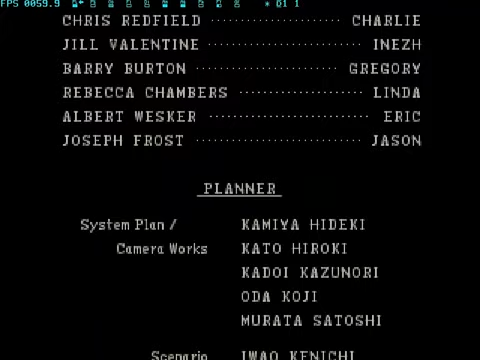 FPS 0059.9
Q1 1
CHRIS REDFIELD ···················· CHARLIE
JILL VALENTINE ························· INEZH
BARRY BURTON ······················· GREGORY
REBECCA CHAMBERS ···················· LINDA
ALBERT WESKER ························· ERIC
JOSEPH FROST ························· JASON
PLANNER
System Plan / KAMIYA HIDEKI
Camera Works KATO HIROKI
KADOI KAZUNORI
ODA KOJI
MURATA SATOSHI
Scenario IWAO KENICHI